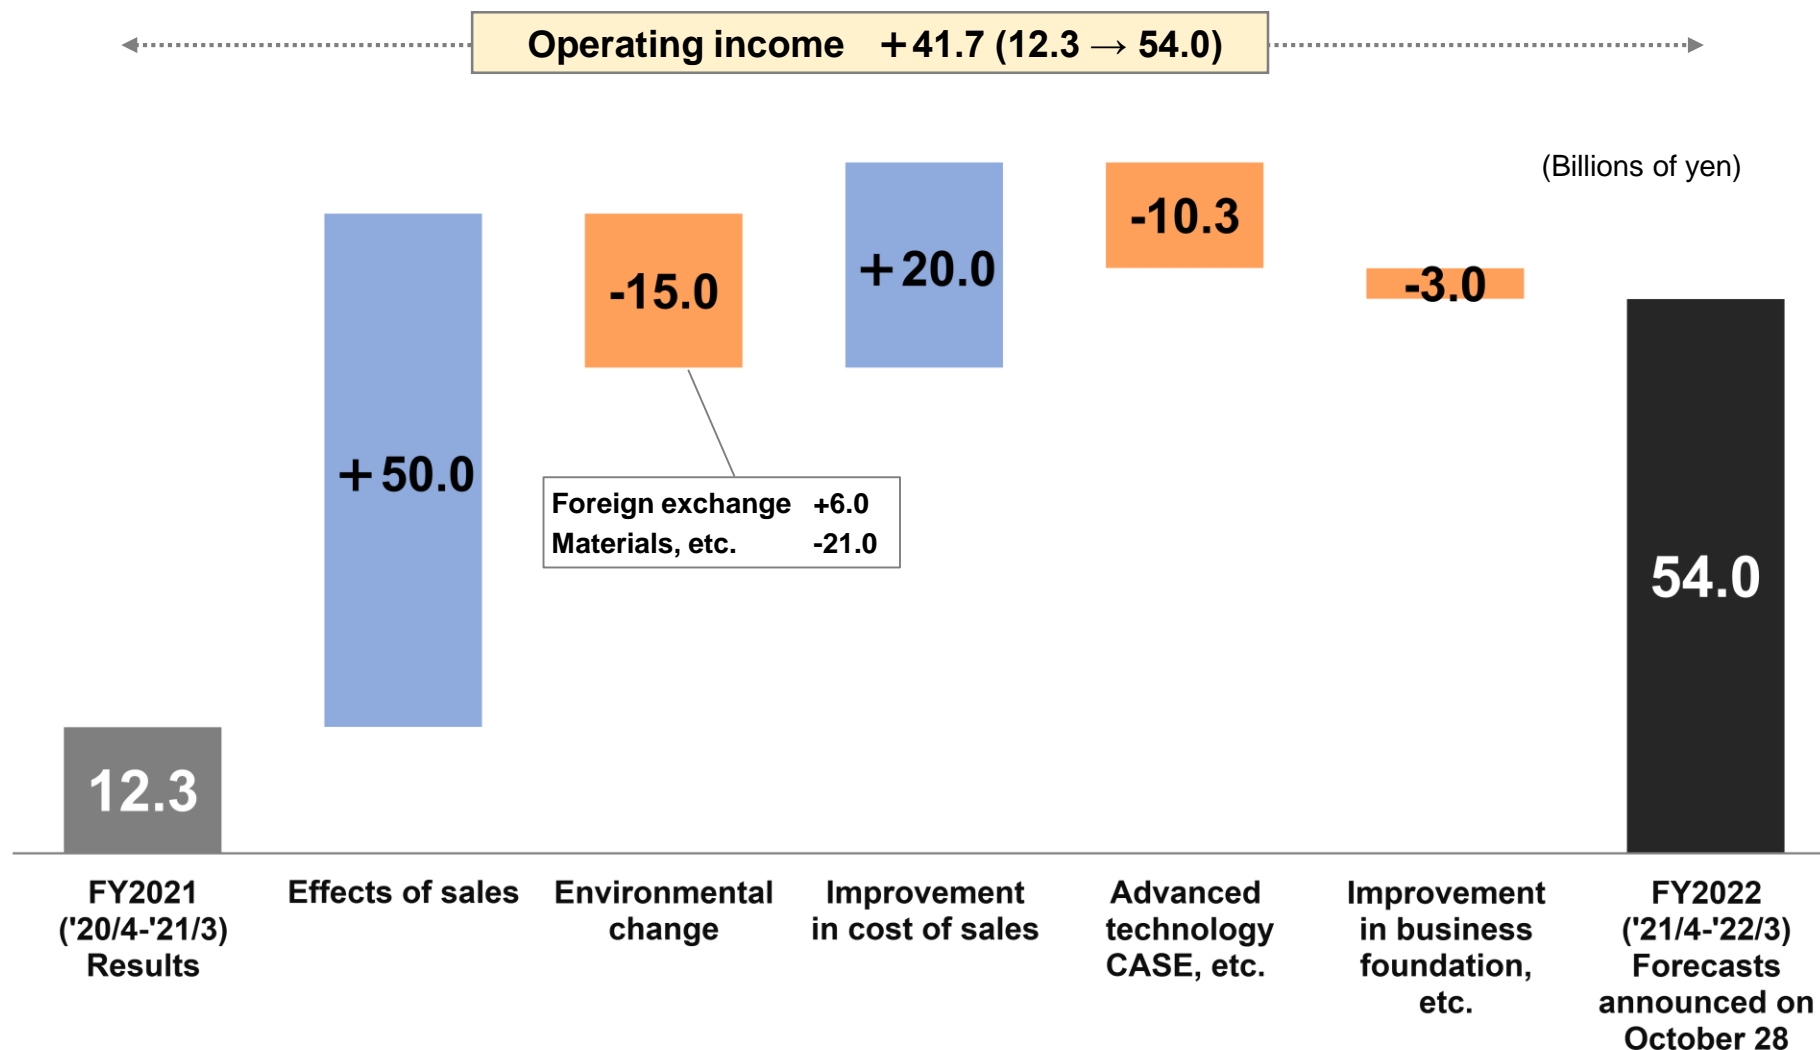 Operating income +41.7 (12.3 → 54.0)
(Billions of yen)
+50.0
-15.0
+20.0
-10.3
-3.0
Foreign exchange +6.0
Materials, etc. -21.0
12.3
54.0
FY2021
('20/4-'21/3)
Results
Effects of sales
Environmental
change
Improvement
in cost of sales
Advanced
technology
CASE, etc.
Improvement
in business
foundation,
etc.
FY2022
('21/4-'22/3)
Forecasts
announced on
October 28